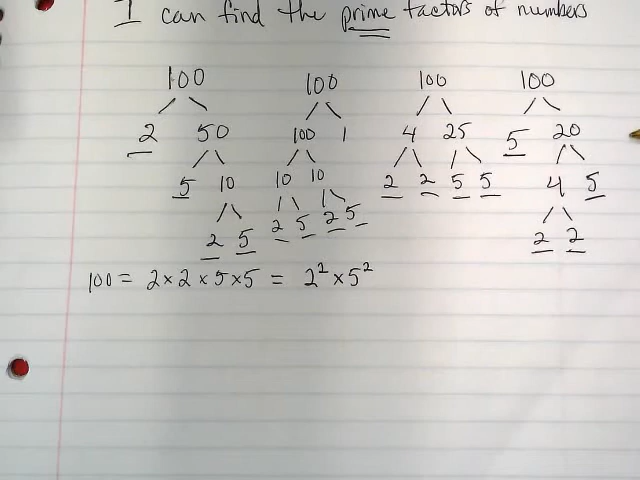 I can find the prime factors of numbers
100 100 100 100
2 50 100 1 4 25 5 20
5 10 10 10 2 2 5 5 4 5
2 5 2 5 2 5 2 2
100 = 2 × 2 × 5 × 5 = 2² × 5²